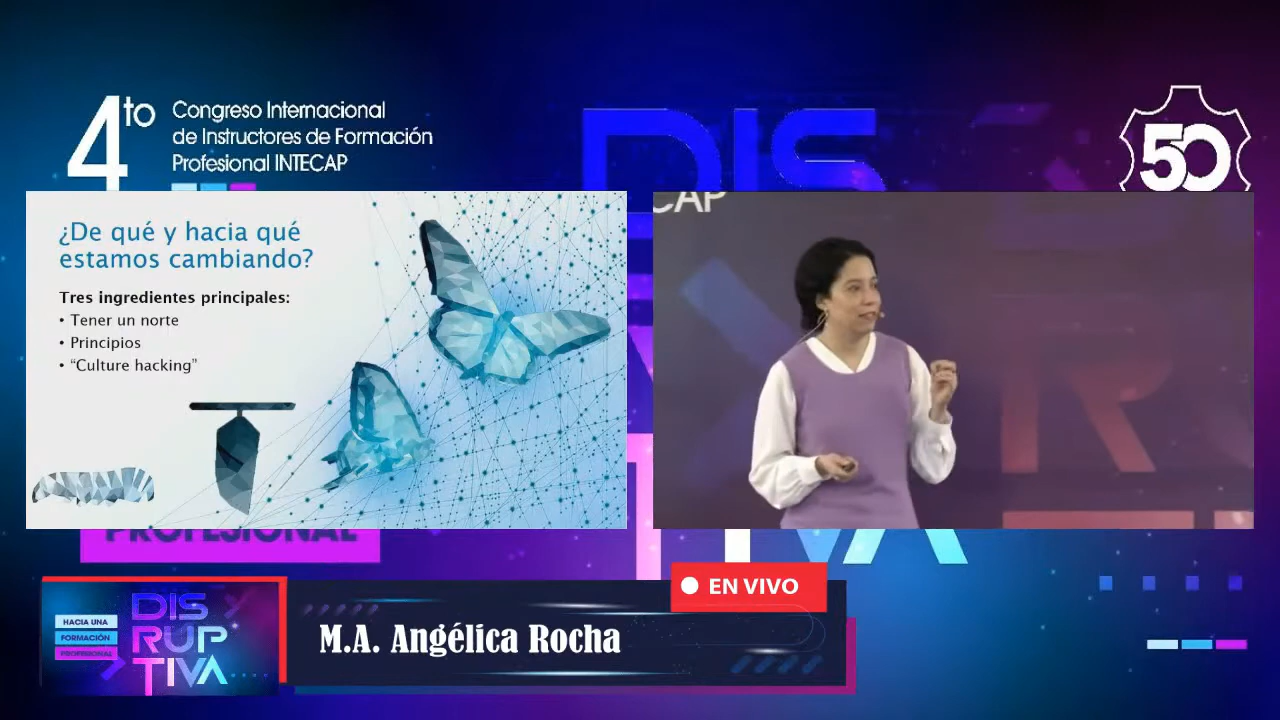 4to
Congreso Internacional
de Instructores de Formación
Profesional INTECAP
DIS
50
CAP
¿De qué y hacia qué
estamos cambiando?
Tres ingredientes principales:
• Tener un norte
• Principios
• “Culture hacking”
R
PROFESIONAL
TIVA
EN VIVO
M.A. Angélica Rocha
HACIA UNA
FORMACIÓN
PROFESIONAL
DIS
RUP
TIVA